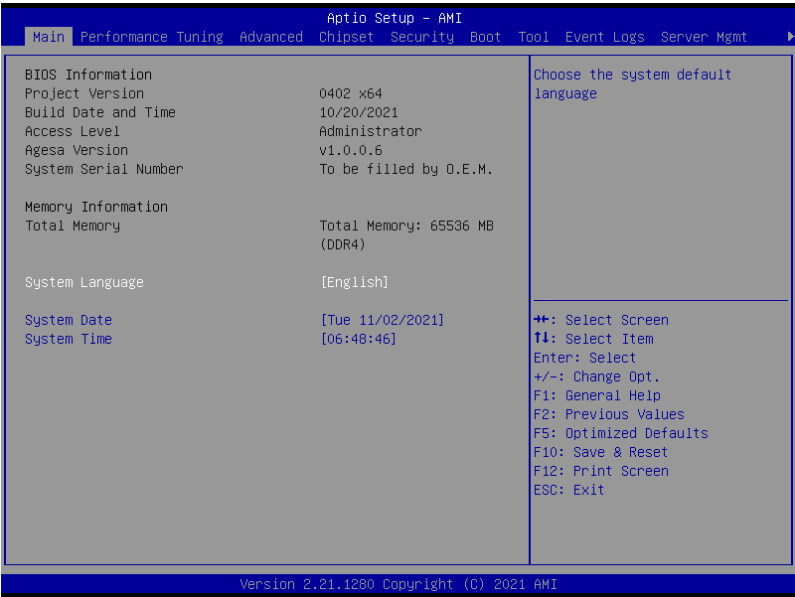 Aptio Setup – AMI
Main Performance Tuning Advanced Chipset Security Boot Tool Event Logs Server Mgmt
BIOS Information
Project Version 0402 x64
Build Date and Time 10/20/2021
Access Level Administrator
Agesa Version v1.0.0.6
System Serial Number To be filled by O.E.M.
Memory Information
Total Memory Total Memory: 65536 MB
(DDR4)
System Language [English]
System Date [Tue 11/02/2021]
System Time [06:48:46]
Choose the system default
language
→←: Select Screen
↑↓: Select Item
Enter: Select
+/-: Change Opt.
F1: General Help
F2: Previous Values
F5: Optimized Defaults
F10: Save & Reset
F12: Print Screen
ESC: Exit
Version 2.21.1280 Copyright (C) 2021 AMI